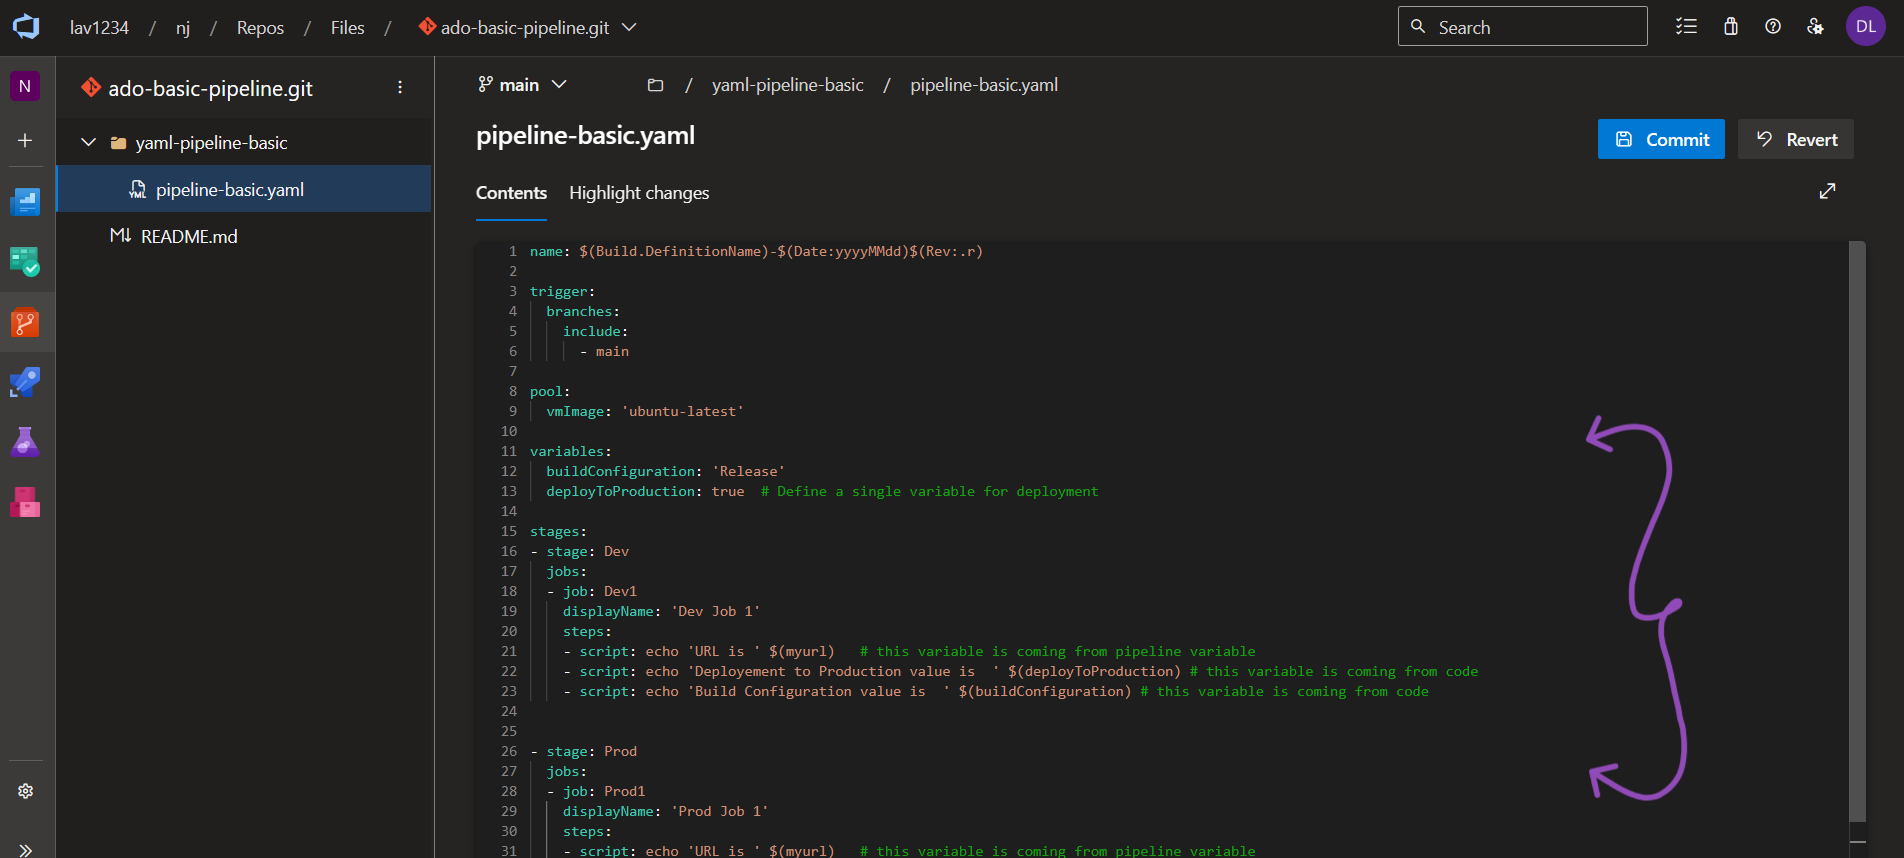 lav1234 / nj / Repos / Files / ado-basic-pipeline.git
Search
DL
N
ado-basic-pipeline.git
yaml-pipeline-basic
YML pipeline-basic.yaml
M↓ README.md
main
/ yaml-pipeline-basic / pipeline-basic.yaml
pipeline-basic.yaml
Commit
Revert
Contents
Highlight changes
1 name: $(Build.DefinitionName)-$(Date:yyyyMMdd)$(Rev:.r)
2
3 trigger:
4   branches:
5     include:
6       - main
7
8 pool:
9   vmImage: 'ubuntu-latest'
10
11 variables:
12   buildConfiguration: 'Release'
13   deployToProduction: true  # Define a single variable for deployment
14
15 stages:
16 - stage: Dev
17   jobs:
18   - job: Dev1
19     displayName: 'Dev Job 1'
20     steps:
21     - script: echo 'URL is ' $(myurl)   # this variable is coming from pipeline variable
22     - script: echo 'Deployement to Production value is  ' $(deployToProduction) # this variable is coming from code
23     - script: echo 'Build Configuration value is  ' $(buildConfiguration) # this variable is coming from code
24
25
26 - stage: Prod
27   jobs:
28   - job: Prod1
29     displayName: 'Prod Job 1'
30     steps:
31     - script: echo 'URL is ' $(myurl)   # this variable is coming from pipeline variable